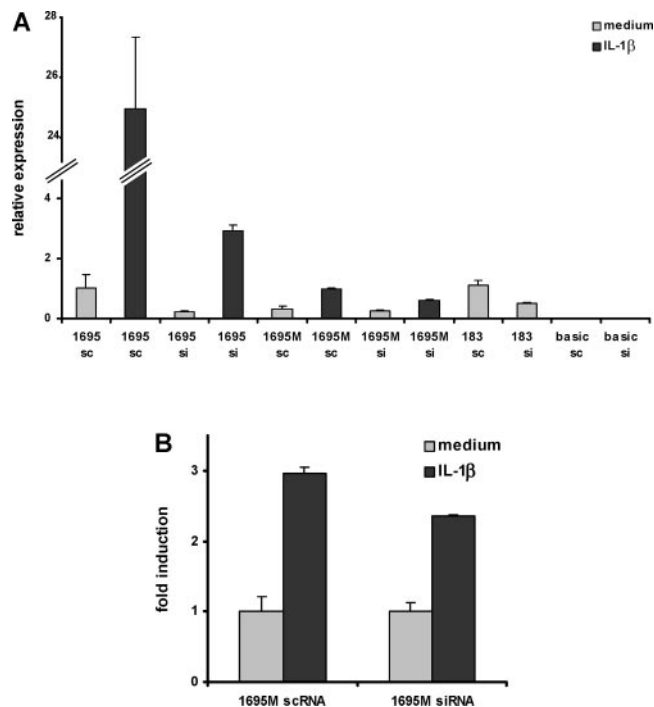 A
medium
IL-1β
relative expression
28
26
24
4
2
0
1695 1695 1695 1695 1695M 1695M 1695M 1695M 183 183 basic basic
sc sc si si sc sc si si sc si sc si
B
medium
IL-1β
fold induction
3
2
1
0
1695M scRNA 1695M siRNA